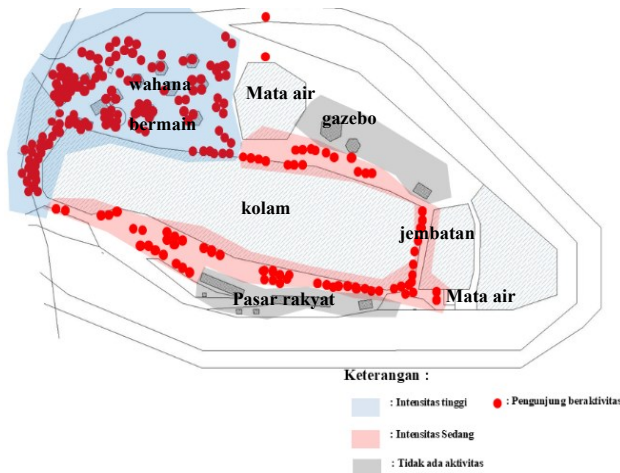 wahana
bermain
Mata air
gazebo
kolam
jembatan
Pasar rakyat
Mata air
Keterangan :
: Intensitas tinggi
: Pengunjung beraktivitas
: Intensitas Sedang
: Tidak ada aktivitas